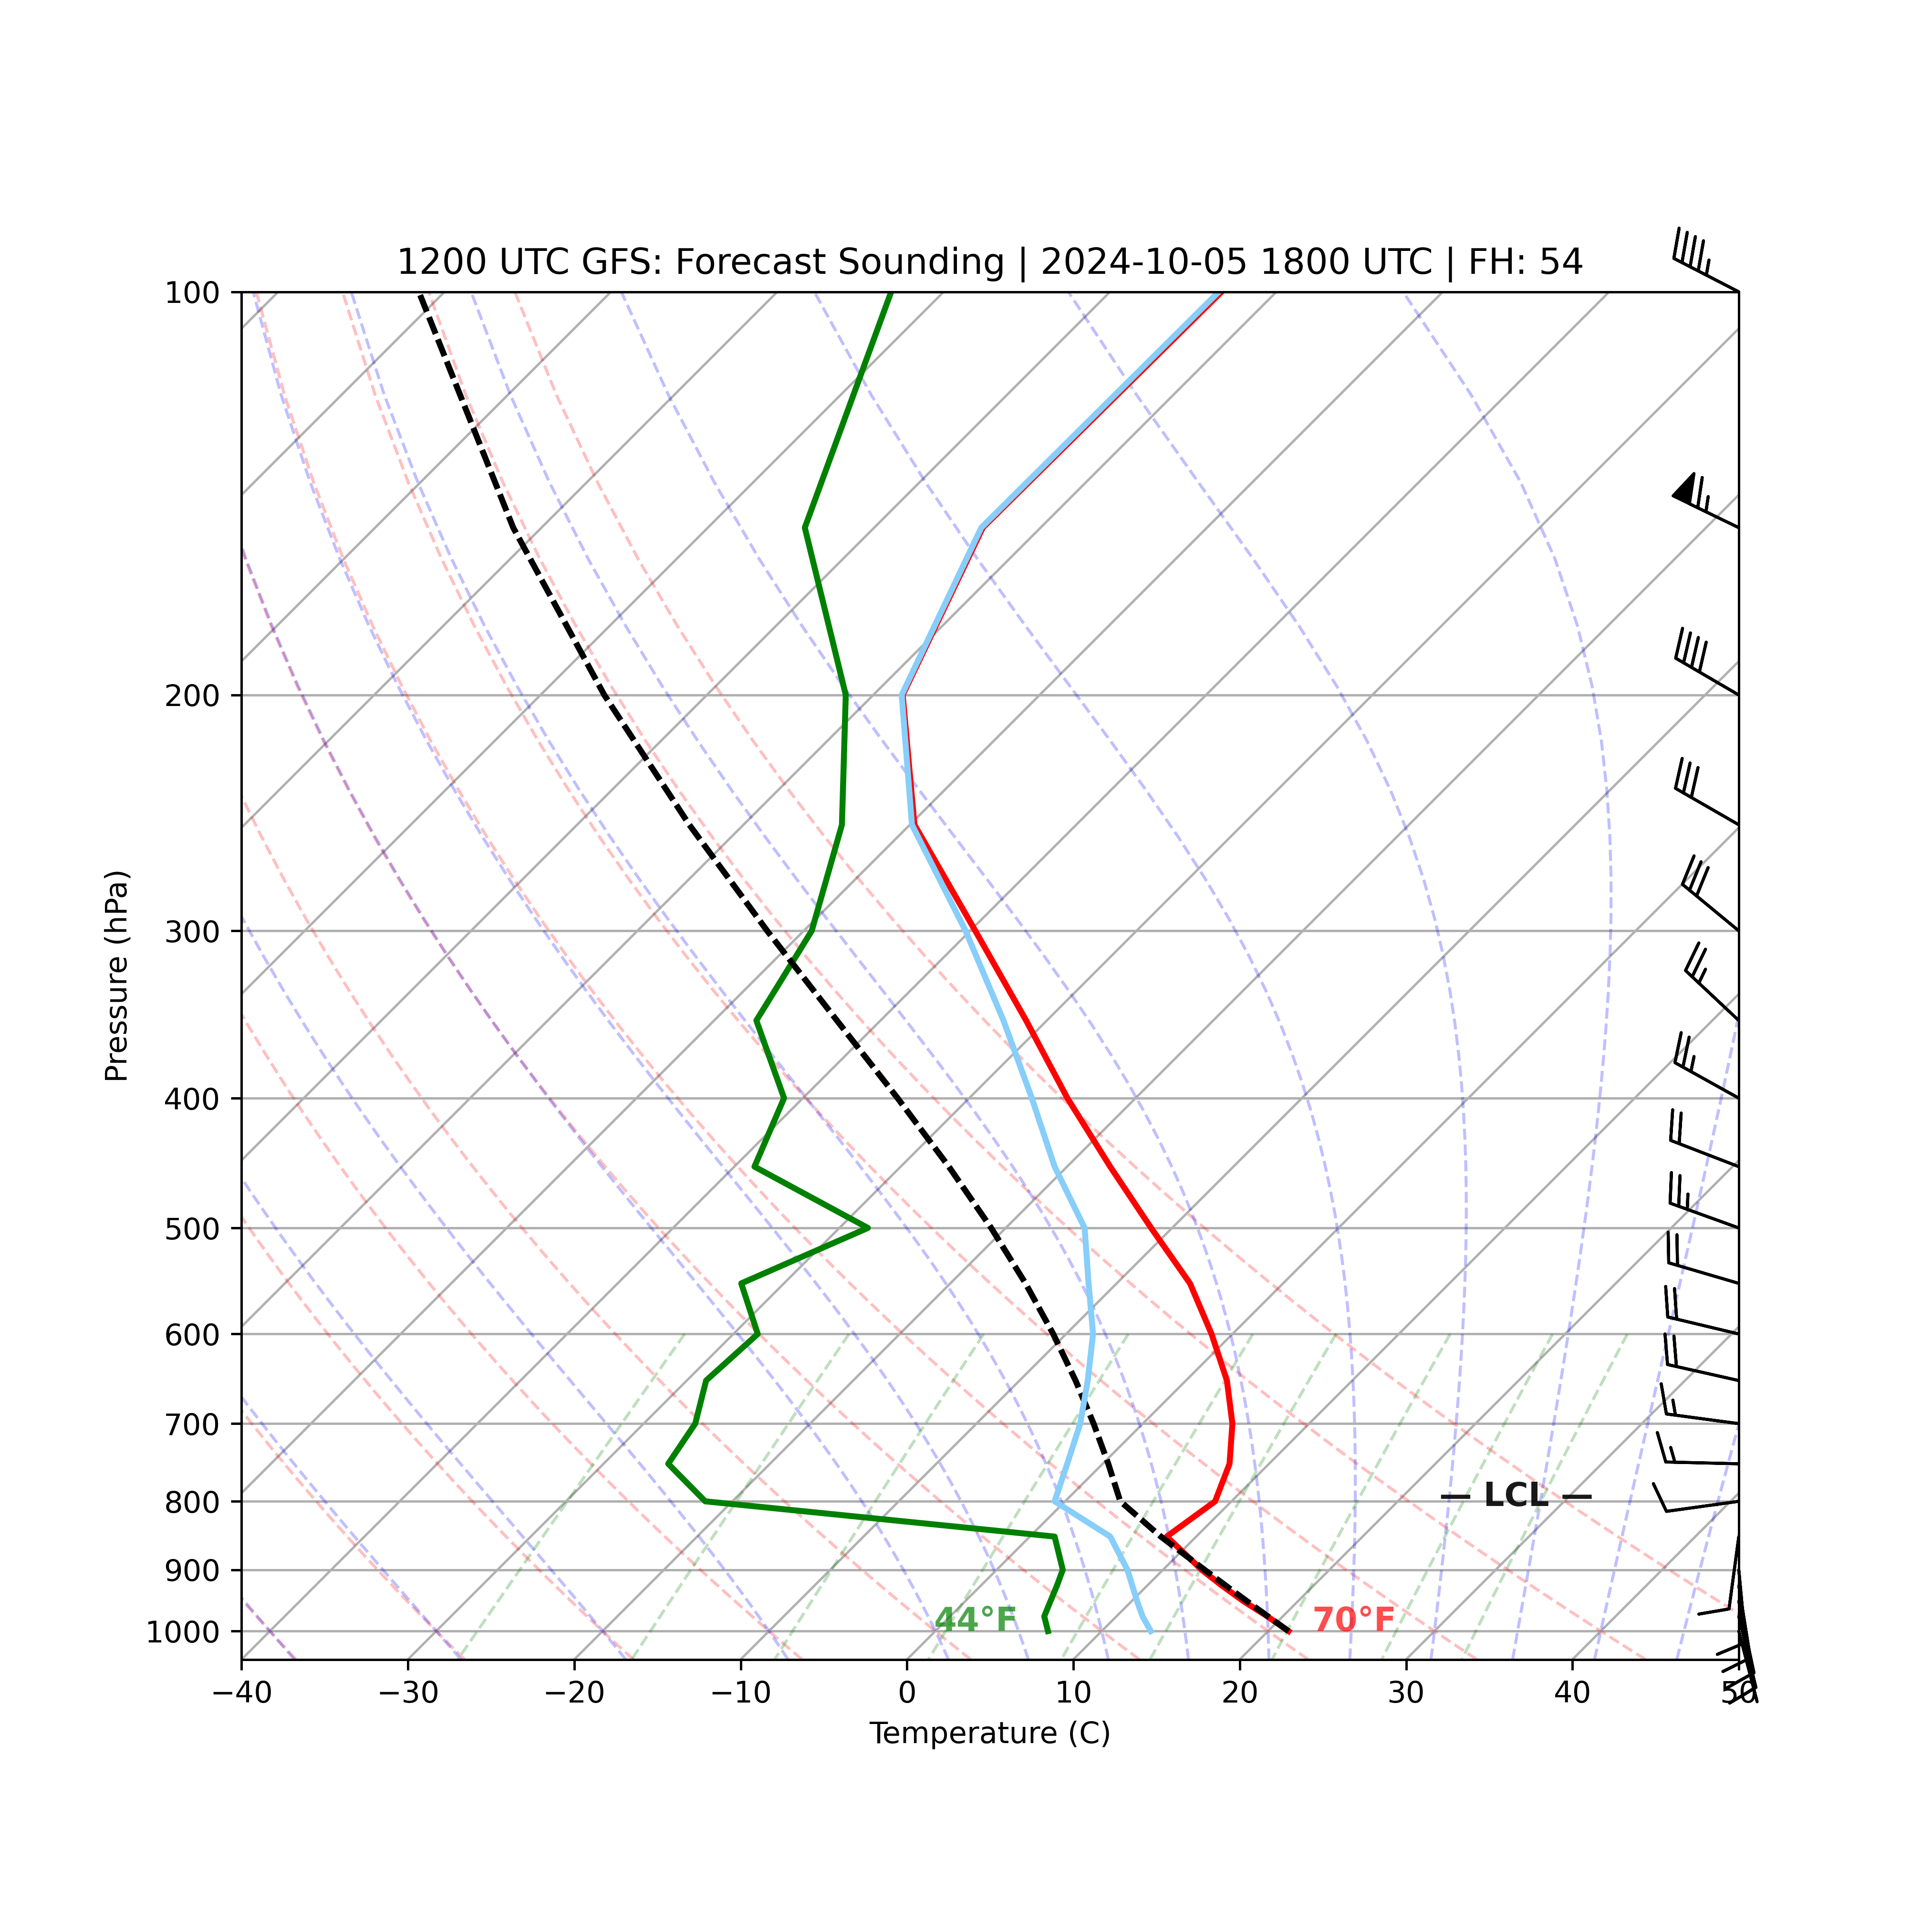 1200 UTC GFS: Forecast Sounding | 2024-10-05 1800 UTC | FH: 54
100
200
300
400
500
600
700
800
900
1000
Pressure (hPa)
— LCL —
44°F
70°F
−40 −30 −20 −10 0 10 20 30 40 50
Temperature (C)